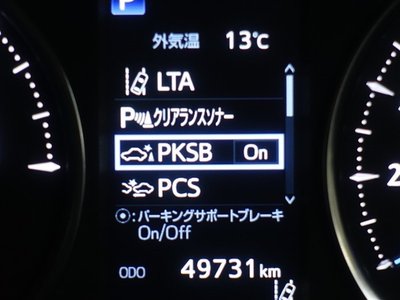 P
外気温 13℃
LTA
P クリアランスソナー
PKSB On
PCS
⦿:パーキングサポートブレーキ
On/Off
ODO 49731 km